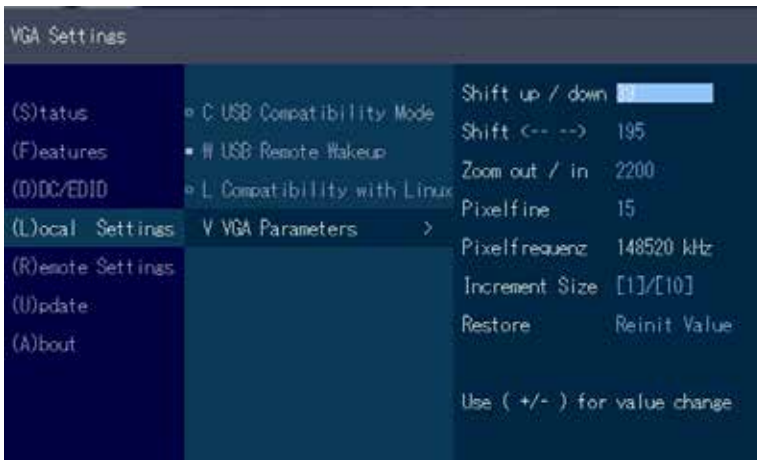 VGA Settings
(S)tatus
(F)eatures
(D)DC/EDID
(L)ocal Settings
(R)emote Settings
(U)pdate
(A)bout
C USB Compatibility Mode
W USB Remote Wakeup
L Compatibility with Linux
V VGA Parameters >
Shift up / down
Shift <-- --> 195
Zoom out / in 2200
Pixelfine 15
Pixelfrequenz 148520 kHz
Increment Size [1]/[10]
Restore Reinit Value
Use ( +/- ) for value change